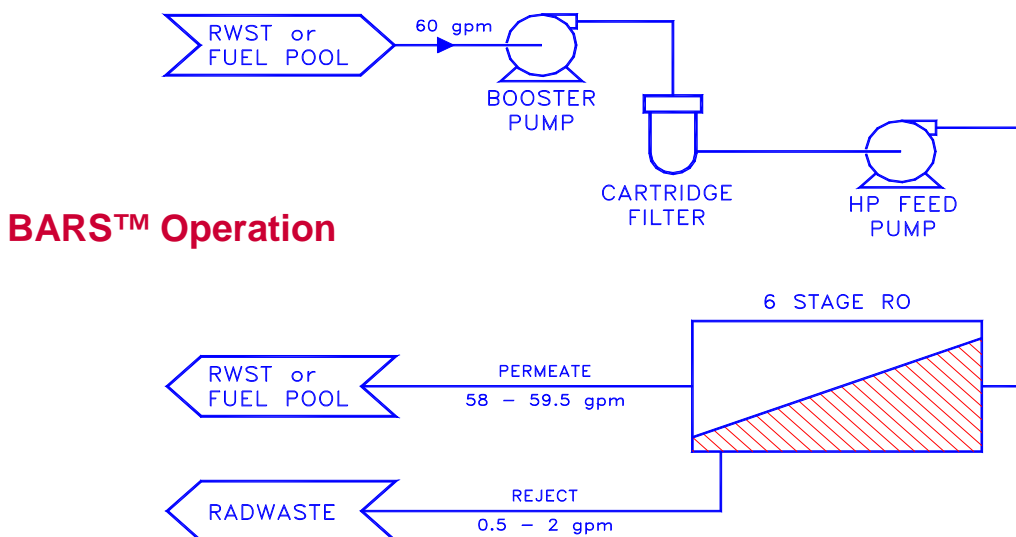 RWST or
FUEL POOL
60 gpm
BOOSTER
PUMP
CARTRIDGE
FILTER
HP FEED
PUMP
BARS™ Operation
6 STAGE RO
RWST or
FUEL POOL
PERMEATE
58 – 59.5 gpm
RADWASTE
REJECT
0.5 – 2 gpm